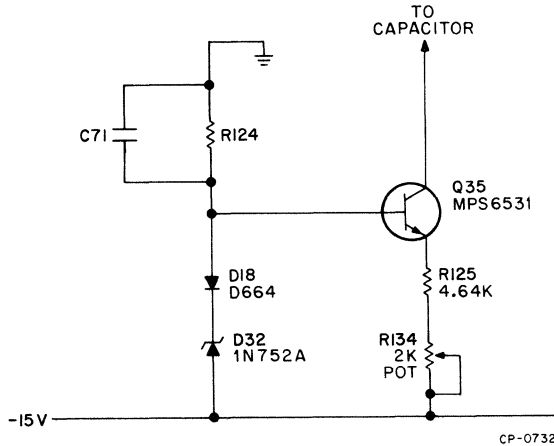 TO
CAPACITOR
C71
R124
Q35
MPS6531
D18
D664
R125
4.64K
D32
1N752A
R134
2K
POT
-15V
CP-0732